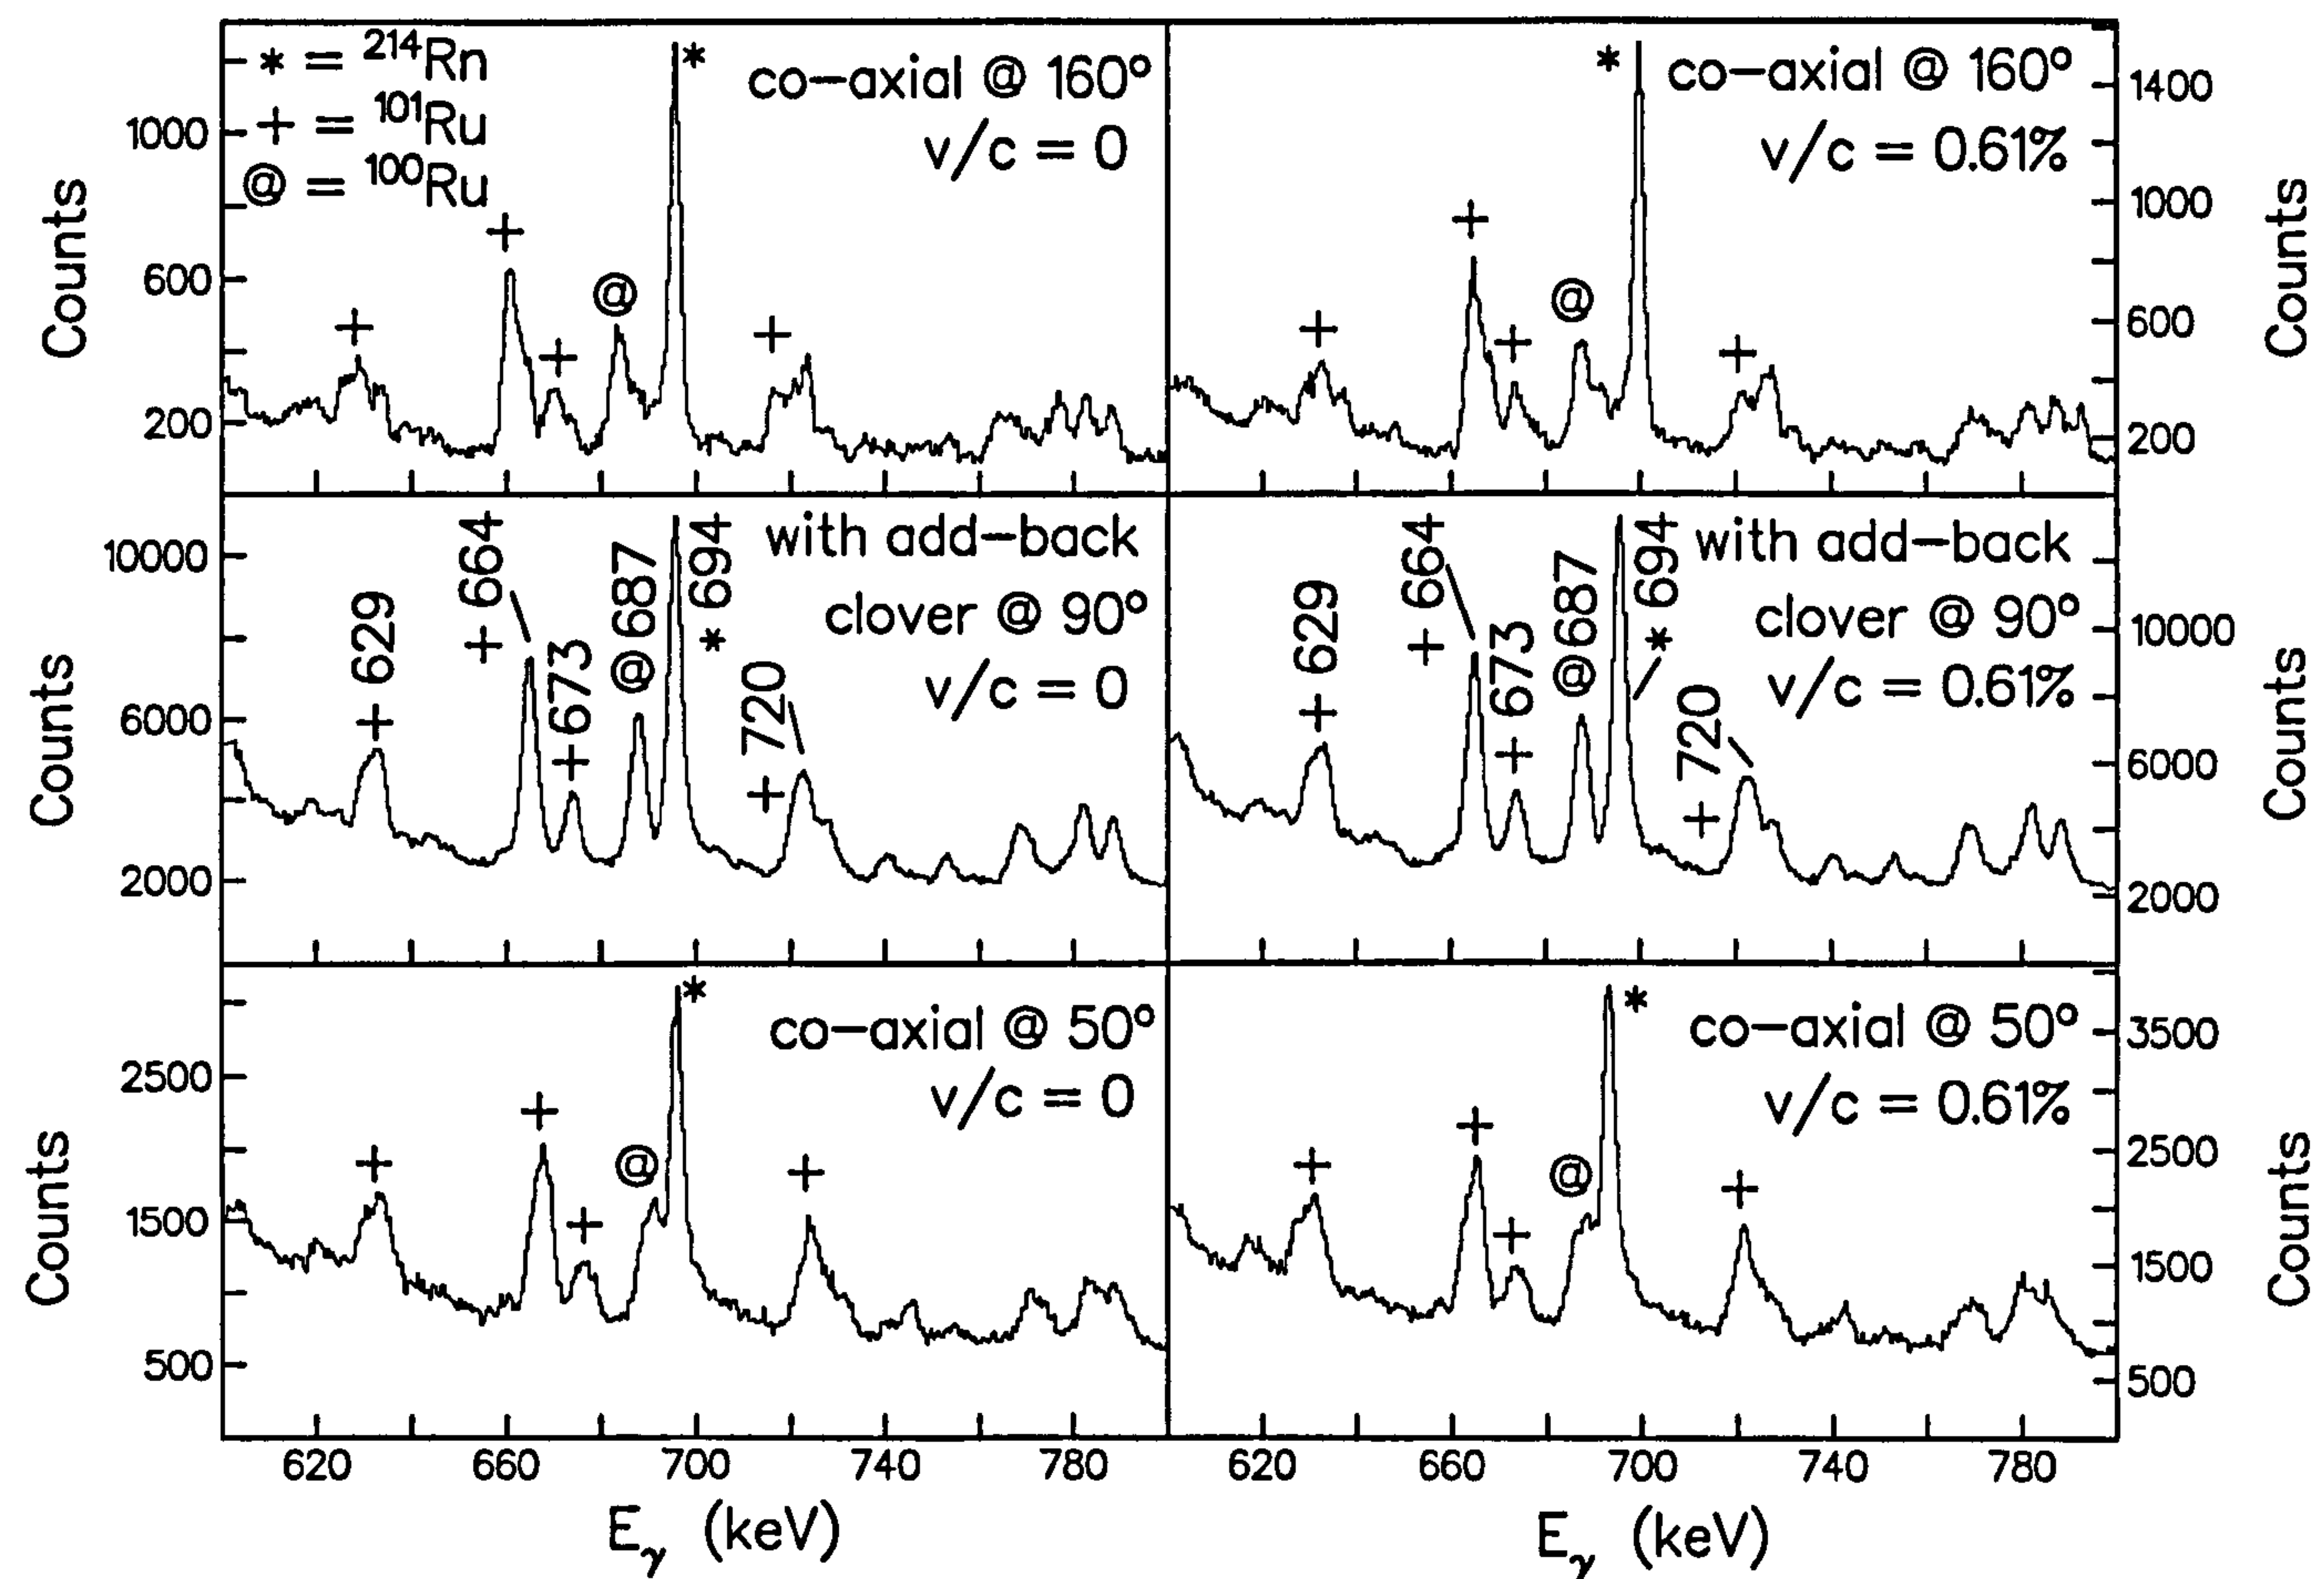 * = ²¹⁴Rn
+ = ¹⁰¹Ru
@ = ¹⁰⁰Ru
co-axial @ 160°
v/c = 0
*
+
+
@
+
+
1000
600
200
Counts
co-axial @ 160°
v/c = 0.61%
*
+
+
@
+
+
1400
1000
600
200
Counts
with add-back
clover @ 90°
v/c = 0
+ 629
+ 664
+ 673
@ 687
* 694
+ 720
10000
6000
2000
Counts
with add-back
clover @ 90°
v/c = 0.61%
+ 629
+ 664
+ 673
@ 687
* 694
+ 720
10000
6000
2000
Counts
co-axial @ 50°
v/c = 0
*
+
+
+
@
+
2500
1500
500
Counts
co-axial @ 50°
v/c = 0.61%
*
+
+
+
@
+
3500
2500
1500
500
Counts
620 660 700 740 780
620 660 700 740 780
Eγ (keV)
Eγ (keV)